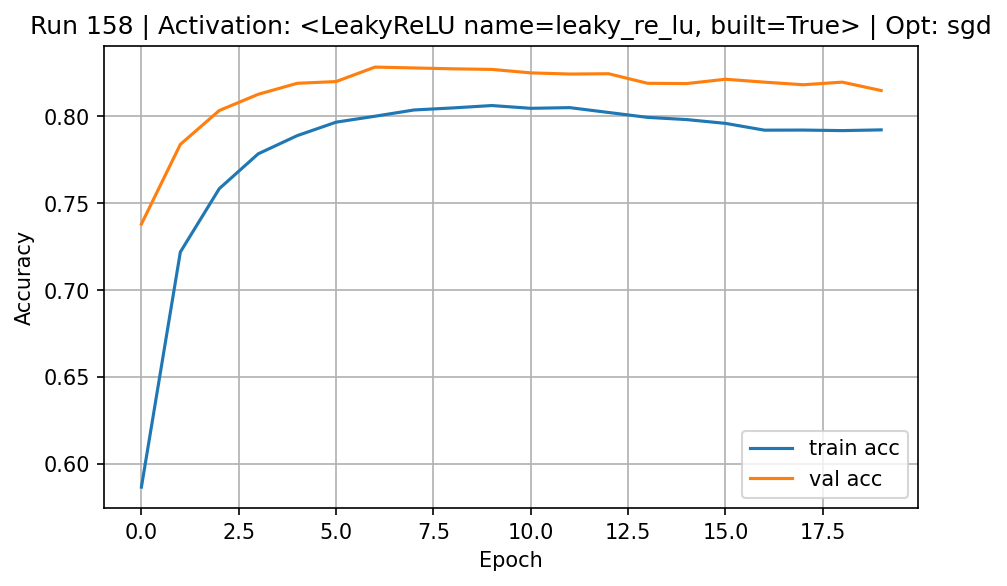 Run 158 | Activation: <LeakyReLU name=leaky_re_lu, built=True> | Opt: sgd
Accuracy
0.80
0.75
0.70
0.65
0.60
train acc
val acc
0.0 2.5 5.0 7.5 10.0 12.5 15.0 17.5
Epoch